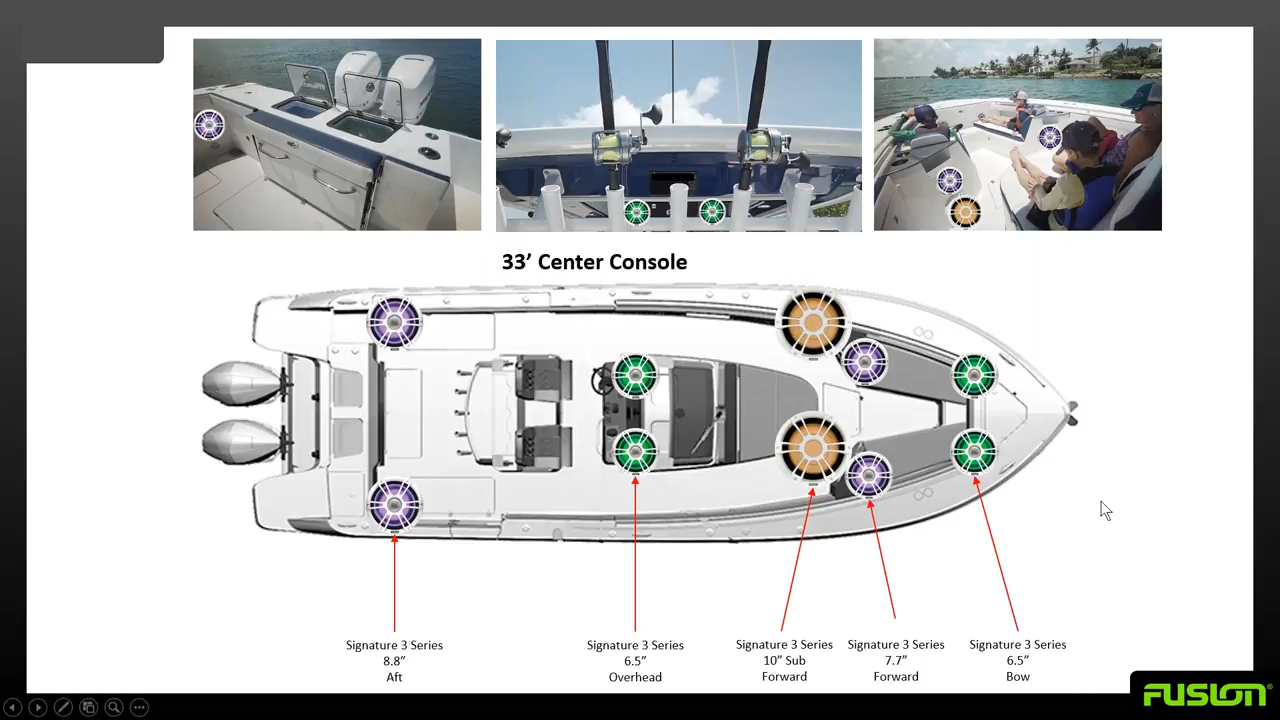 33’ Center Console
Signature 3 Series
8.8”
Aft
Signature 3 Series
6.5”
Overhead
Signature 3 Series
10” Sub
Forward
Signature 3 Series
7.7”
Forward
Signature 3 Series
6.5”
Bow
FUSION®